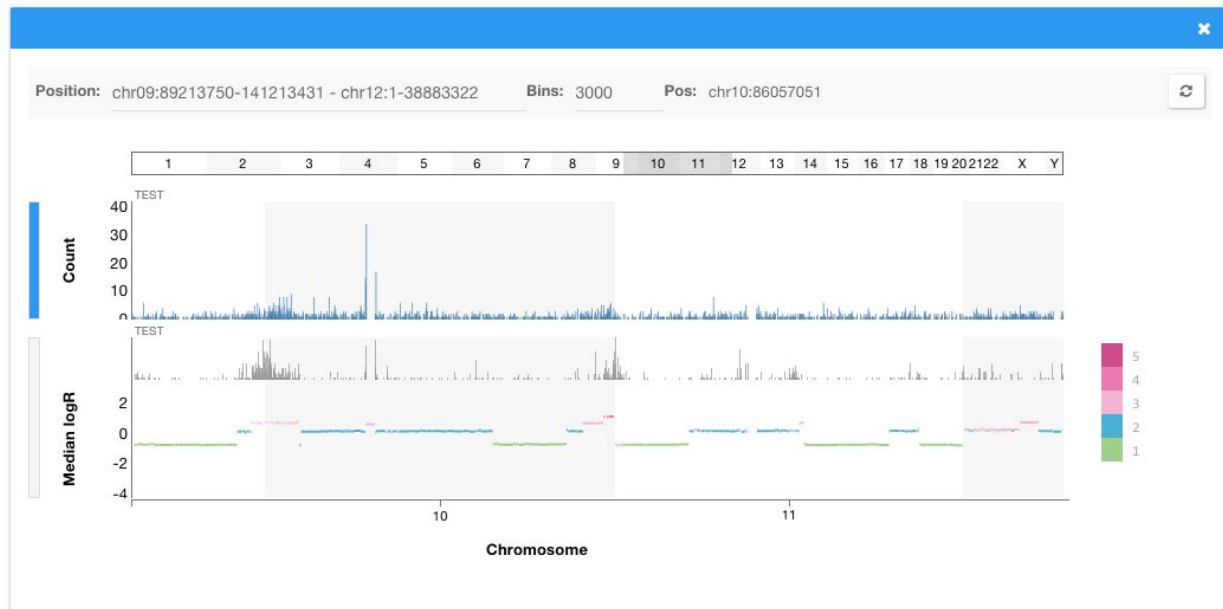 Position: chr09:89213750-141213431 - chr12:1-38883322 Bins: 3000 Pos: chr10:86057051
1 2 3 4 5 6 7 8 9 10 11 12 13 14 15 16 17 18 19 20 21 22 X Y
TEST
40
30
20
10
0
Count
TEST
2
0
-2
-4
Median logR
5
4
3
2
1
10 11
Chromosome